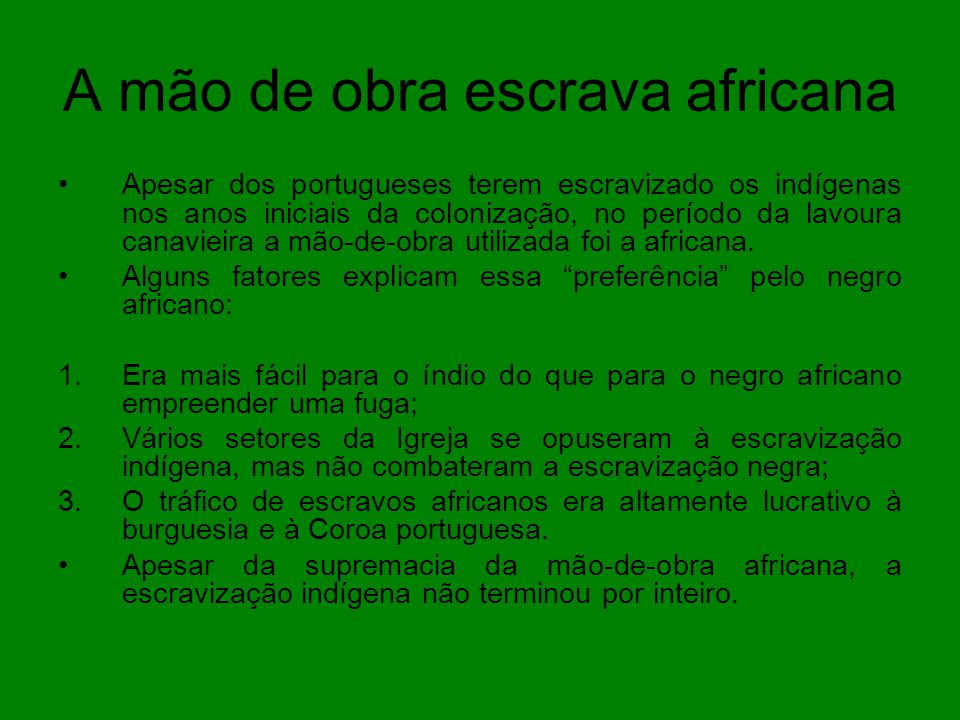 A mão de obra escrava africana
• Apesar dos portugueses terem escravizado os indígenas
nos anos iniciais da colonização, no período da lavoura
canavieira a mão-de-obra utilizada foi a africana.
• Alguns fatores explicam essa “preferência” pelo negro
africano:
1. Era mais fácil para o índio do que para o negro africano
empreender uma fuga;
2. Vários setores da Igreja se opuseram à escravização
indígena, mas não combateram a escravização negra;
3. O tráfico de escravos africanos era altamente lucrativo à
burguesia e à Coroa portuguesa.
• Apesar da supremacia da mão-de-obra africana, a
escravização indígena não terminou por inteiro.